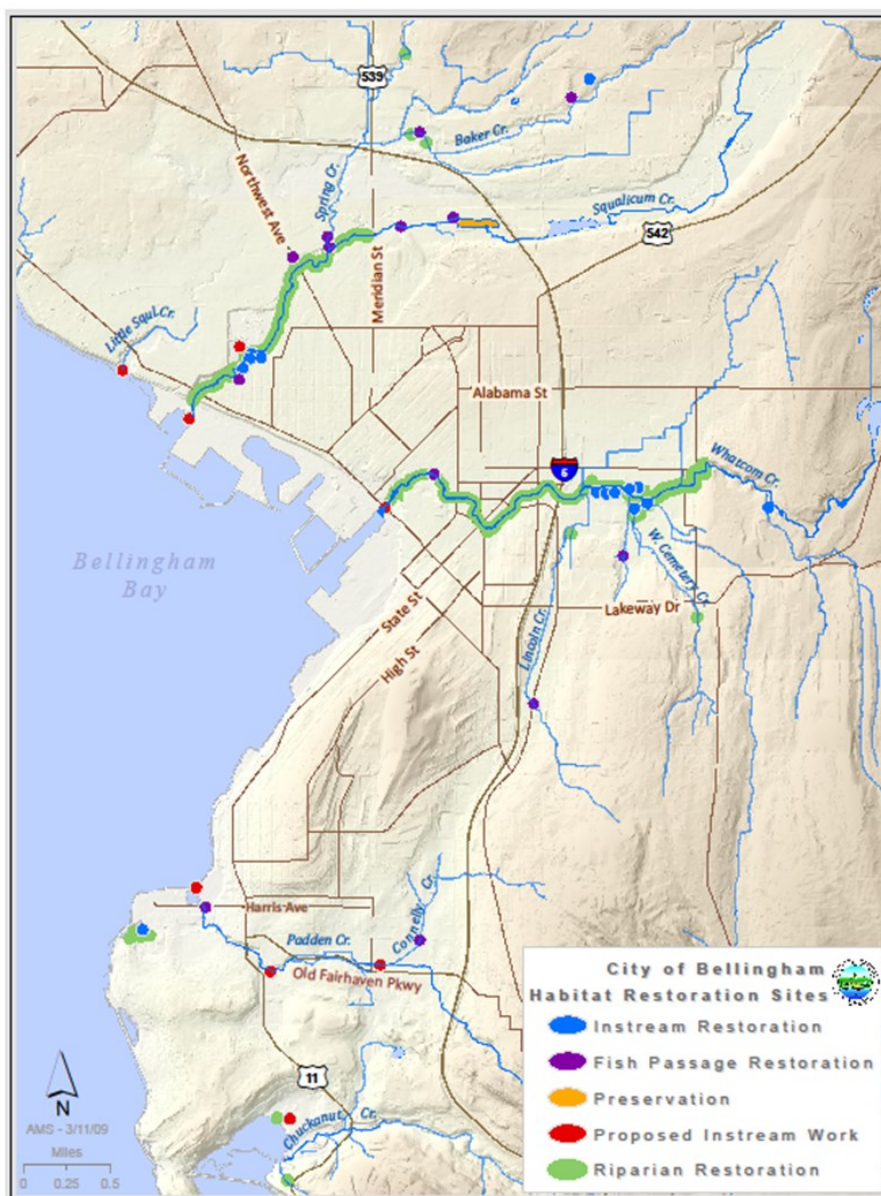 539
Baker Cr.
Northwest Ave
Spring Cr.
Squalicum Cr.
542
Meridian St
Little Squl.Cr.
Alabama St
5
Whatcom Cr.
Bellingham
Bay
W. Cemetery Cr.
State St
Lincoln Cr.
Lakeway Dr
High St
Harris Ave
Connelly Cr.
Padden Cr.
Old Fairhaven Pkwy
11
Chuckanut Cr.
N
AMS - 3/11/09
Miles
0 0.25 0.5
City of Bellingham
Habitat Restoration Sites
Instream Restoration
Fish Passage Restoration
Preservation
Proposed Instream Work
Riparian Restoration